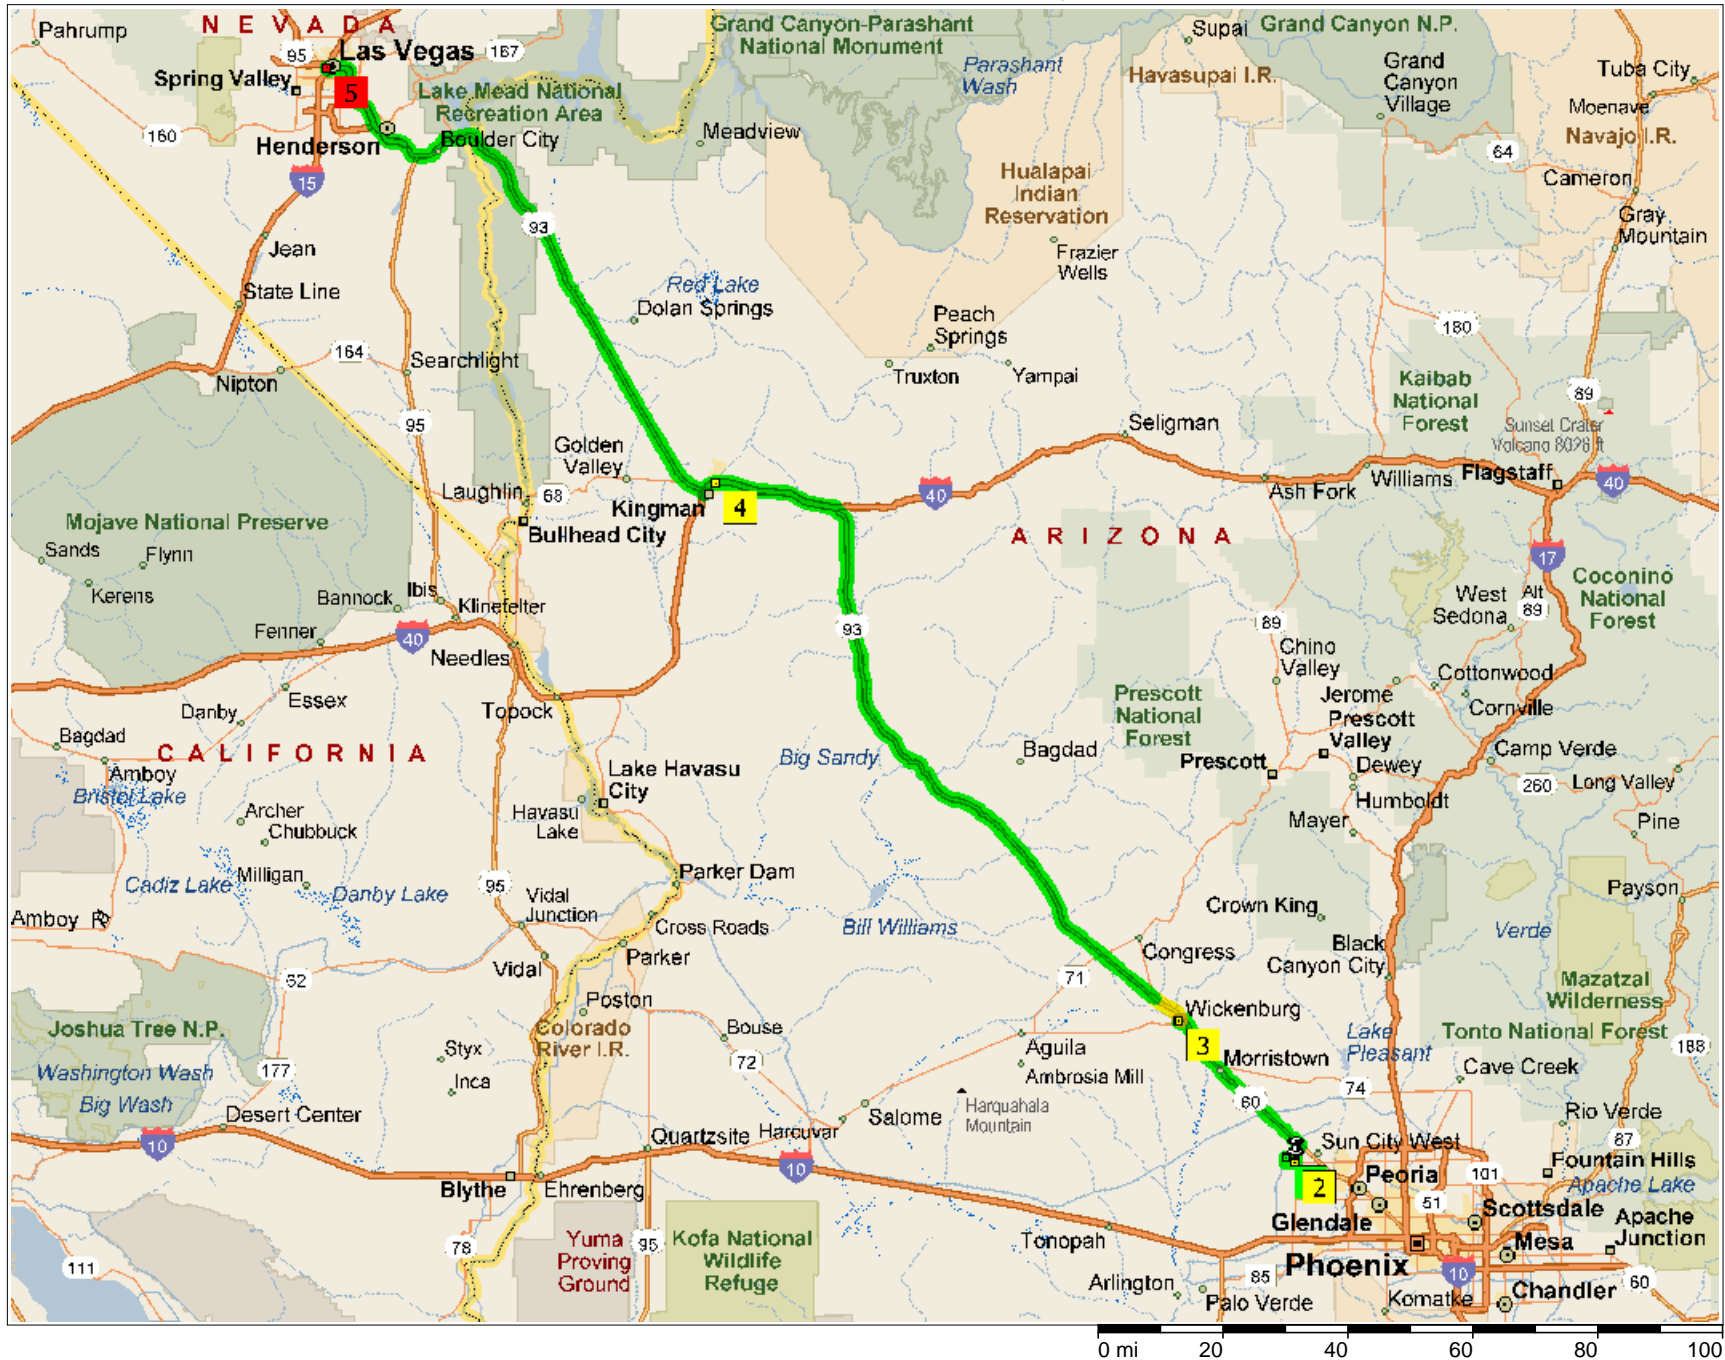 NEVADA
Pahrump
95
Las Vegas
167
Grand Canyon-Parashant
National Monument
Supai
Grand Canyon N.P.
Spring Valley
5
Lake Mead National
Recreation Area
Parashant
Wash
Havasupai I.R.
Grand
Canyon
Village
Tuba City
Moenave
Navajo I.R.
160
Henderson
Boulder City
Meadview
64
15
Hualapai
Indian
Reservation
Cameron
Gray
Mountain
Jean
93
Frazier
Wells
State Line
Red Lake
Dolan Springs
Peach
Springs
180
164
Searchlight
Nipton
Truxton
Yampai
Kaibab
National
Forest
89
95
Golden
Valley
Seligman
Sunset Crater
Volcano 8026 ft
Laughlin
68
Kingman
4
40
Ash Fork
Williams
Flagstaff
40
Mojave National Preserve
Bullhead City
ARIZONA
Sands
Flynn
17
Kerens
Bannock
Ibis
Klinefelter
Coconino
National
Forest
West
Sedona
Alt
89
Fenner
40
93
89
Needles
Chino
Valley
Essex
Danby
Topock
Prescott
National
Forest
Jerome
Cottonwood
Cornville
Prescott
Valley
Bagdad
CALIFORNIA
Big Sandy
Bagdad
Camp Verde
Prescott
Dewey
Amboy
Bristol Lake
Lake Havasu
City
Humboldt
260
Long Valley
Archer
Chubbuck
Havasu
Lake
Mayer
Pine
Cadiz Lake
Milligan
Danby Lake
95
Vidal
Junction
Parker Dam
Payson
Amboy R
Crown King
Cross Roads
Bill Williams
Verde
Vidal
Parker
Congress
Black
Canyon City
62
71
Mazatzal
Wilderness
Poston
Wickenburg
Joshua Tree N.P.
Colorado
River I.R.
Bouse
Lake
Pleasant
Tonto National Forest
Styx
Aguila
3
Morristown
188
Washington Wash
177
Inca
72
Ambrosia Mill
Cave Creek
74
Big Wash
Desert Center
Salome
Harquahala
Mountain
60
Rio Verde
10
Quartzsite
Harcuvar
Sun City West
87
10
Peoria
101
Fountain Hills
Blythe
Ehrenberg
2
51
Apache Lake
Glendale
Scottsdale
Apache
Junction
78
Yuma
Proving
Ground
95
Kofa National
Wildlife
Refuge
Tonopah
Phoenix
Mesa
111
10
Arlington
85
Chandler
60
Palo Verde
Komatke
0 mi 20 40 60 80 100